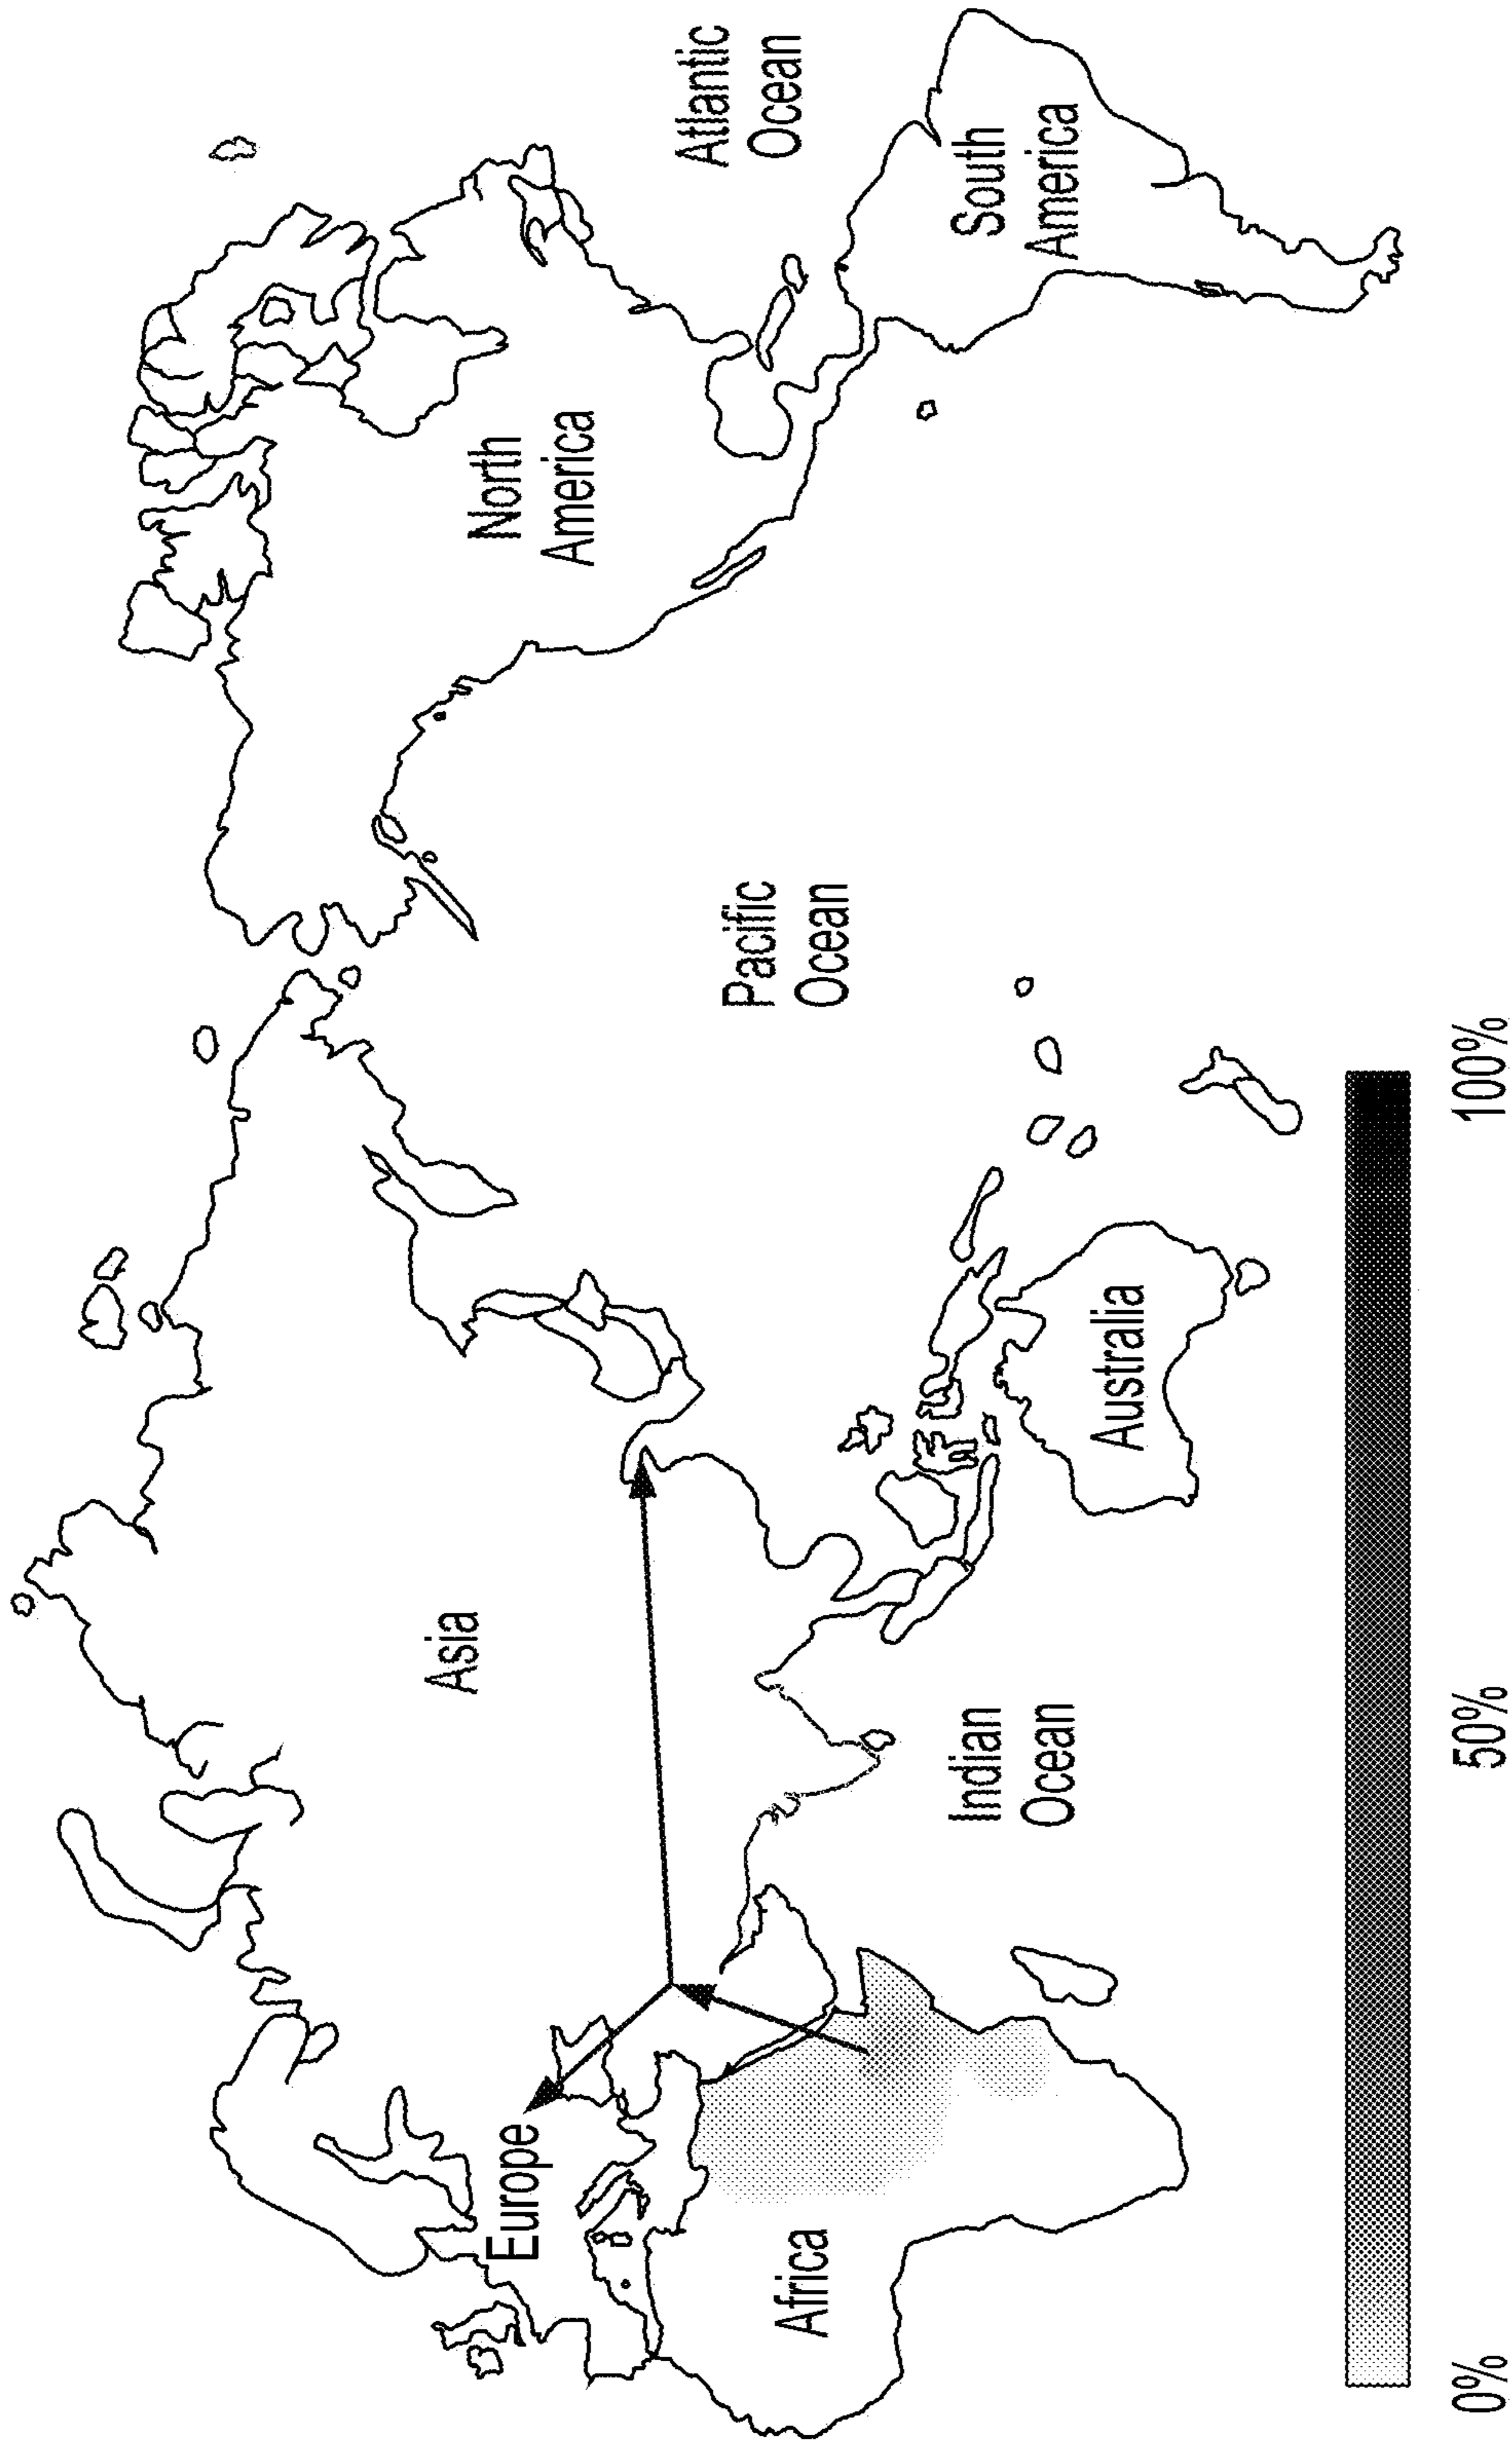 Europe
Asia
North
America
Atlantic
Ocean
Africa
Pacific
Ocean
Indian
Ocean
Australia
South
America
0%
50%
100%